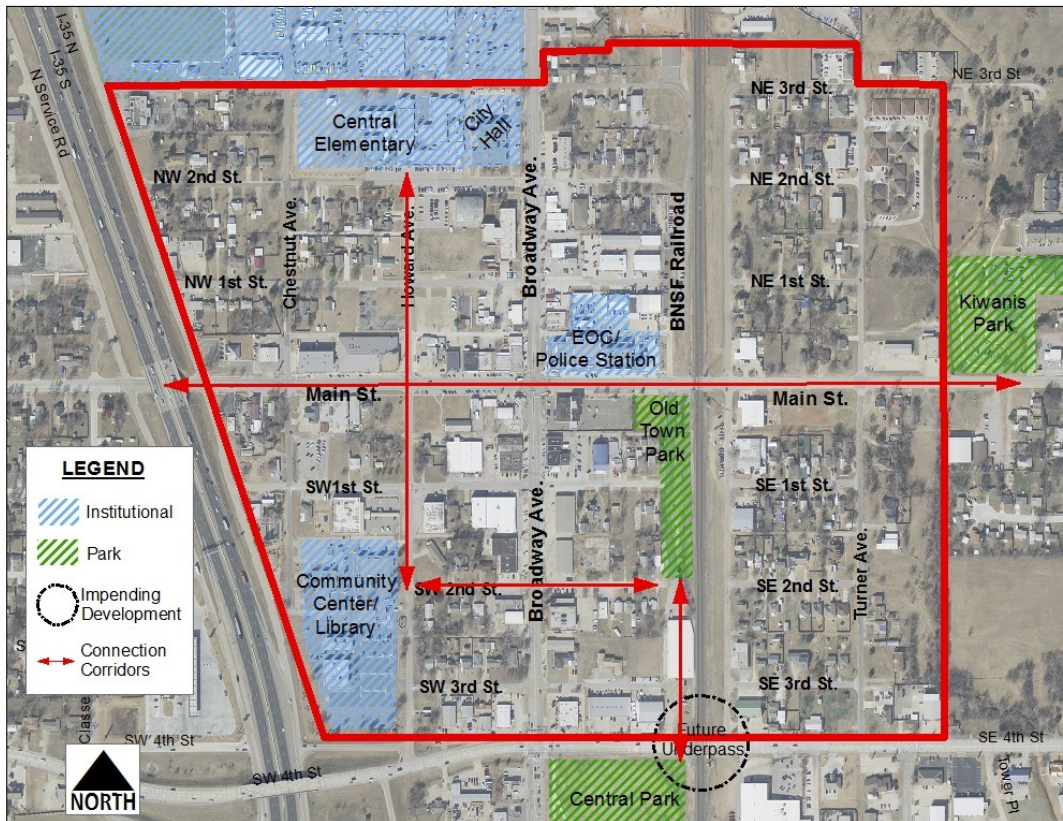 I-35 N
I-35 S
N Service Rd
NE 3rd St
NE 3rd St.
Central
Elementary
City
Hall
NW 2nd St.
NE 2nd St.
Chestnut Ave.
Howard Ave.
Broadway Ave.
BNSF Railroad
NW 1st St.
NE 1st St.
Kiwanis
Park
EOC/
Police Station
Main St.
Main St.
Old
Town
Park
LEGEND
Institutional
Park
Impending
Development
Connection
Corridors
SW1st St.
SE 1st St.
Broadway Ave.
Turner Ave.
Community
Center/
Library
SW 2nd St.
SE 2nd St.
SW 3rd St.
SE 3rd St.
Future
Underpass
S
Classe
SW 4th St
SW 4th St
SE 4th St
Central Park
Tower Pl
NORTH